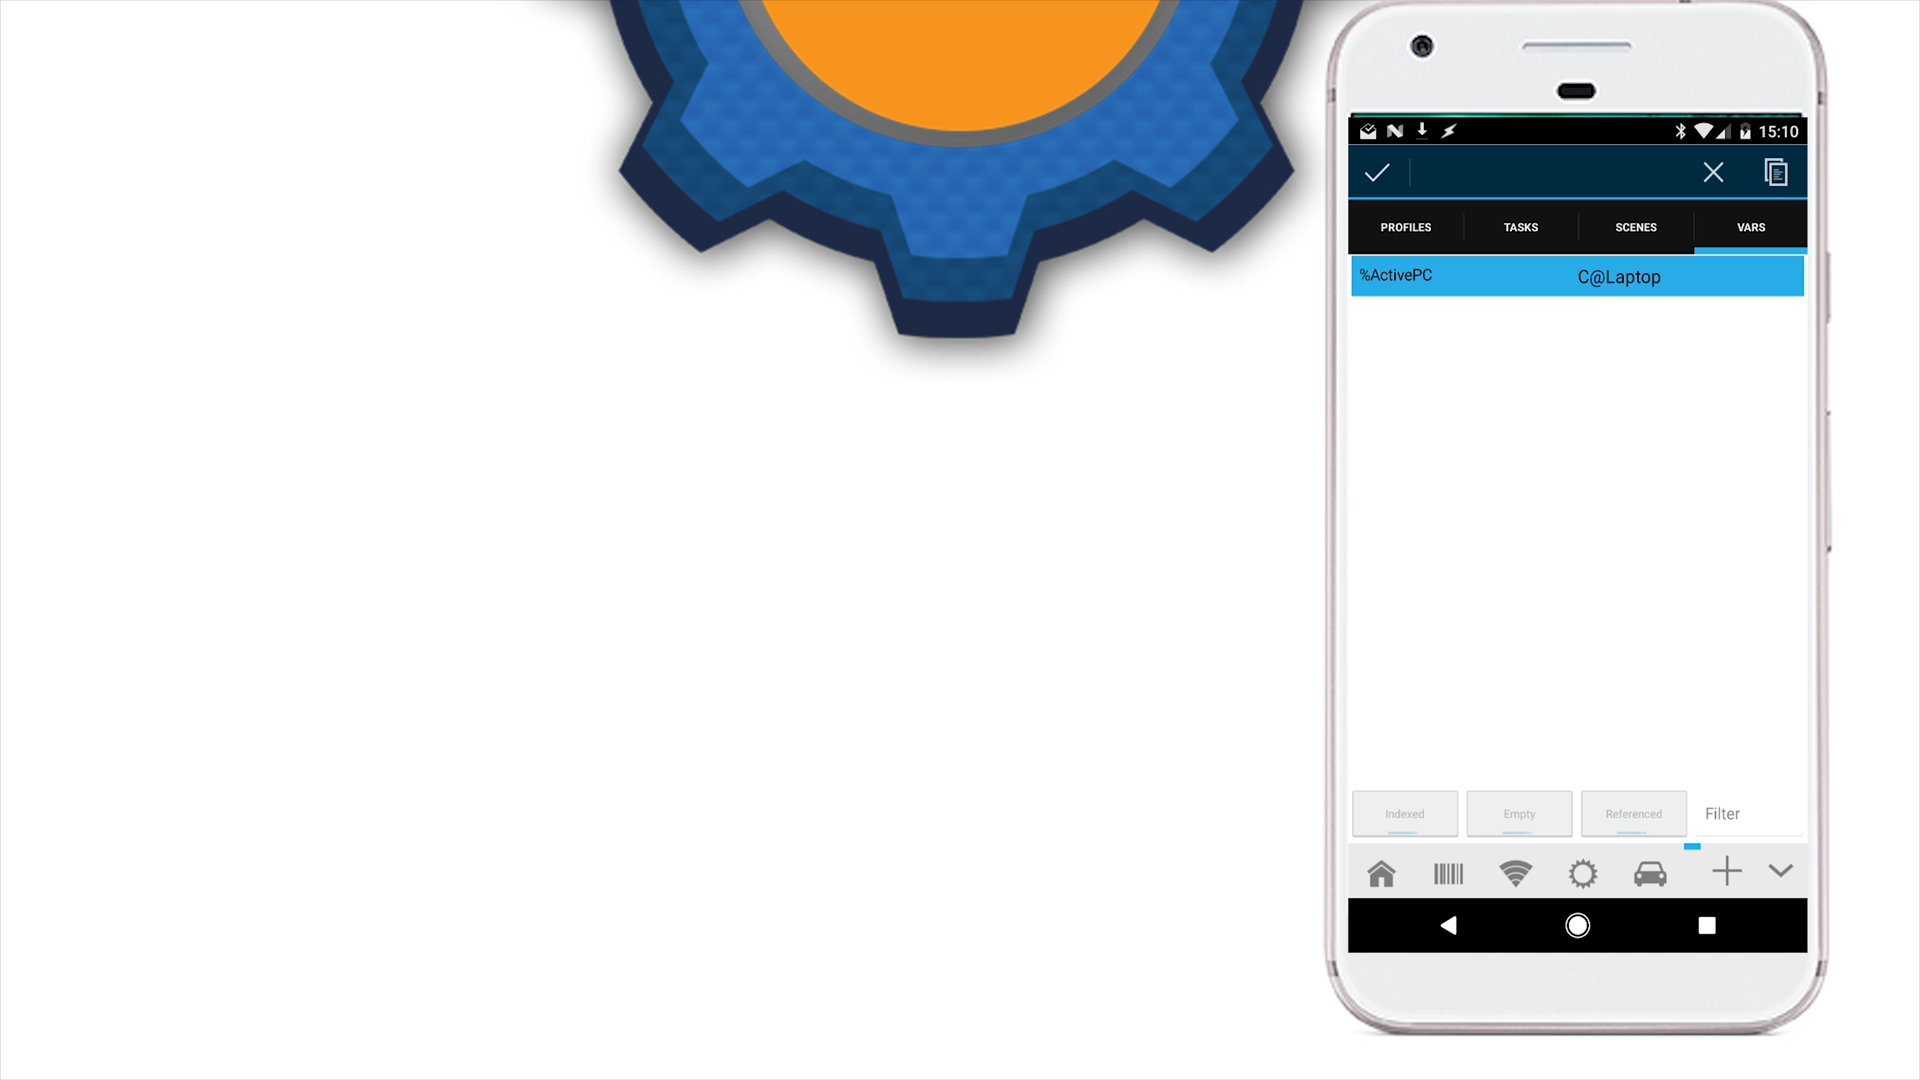 15:10
PROFILES TASKS SCENES VARS
%ActivePC C@Laptop
Indexed Empty Referenced Filter